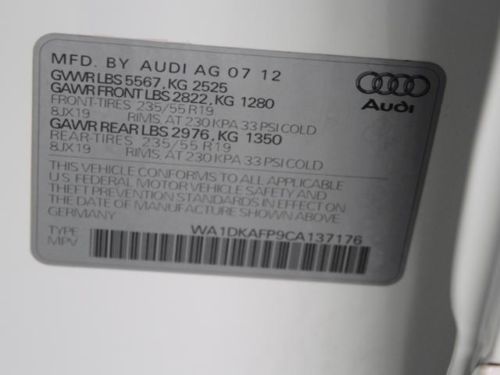 MFD. BY AUDI AG 07 12
GVWR LBS 5567, KG 2525
GAWR FRONT LBS 2822, KG 1280
FRONT-TIRES 235/55 R19
8JX19 RIMS, AT 230 KPA 33 PSI COLD
GAWR REAR LBS 2976, KG 1350
REAR-TIRES 235/55 R19
8JX19 RIMS, AT 230 KPA 33 PSI COLD
THIS VEHICLE CONFORMS TO ALL APPLICABLE
U.S. FEDERAL MOTOR VEHICLE SAFETY AND
THEFT PREVENTION STANDARDS IN EFFECT ON
THE DATE OF MANUFACTURE SHOWN ABOVE.
TYPE WA1DKAFP9CA137176
MPV
Audi